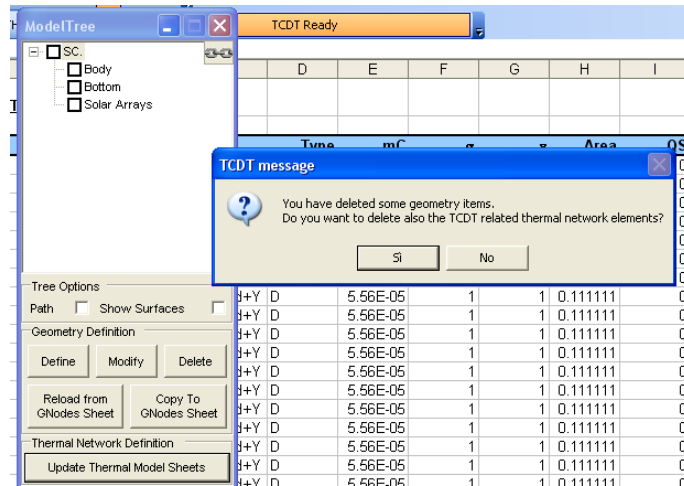 TCDT Ready
ModelTree
SC.
Body
Bottom
Solar Arrays
D E F G H I
Type mC Area QS
TCDT message
You have deleted some geometry items.
Do you want to delete also the TCDT related thermal network elements?
Sì No
Tree Options
Path Show Surfaces
Geometry Definition
Define Modify Delete
Reload from GNodes Sheet
Copy To GNodes Sheet
Thermal Network Definition
Update Thermal Model Sheets
d+Y D 5.56E-05 1 1 0.111111
d+Y D 5.56E-05 1 1 0.111111
d+Y D 5.56E-05 1 1 0.111111
d+Y D 5.56E-05 1 1 0.111111
d+Y D 5.56E-05 1 1 0.111111
d+Y D 5.56E-05 1 1 0.111111
d+Y D 5.56E-05 1 1 0.111111
d+Y D 5.56E-05 1 1 0.111111
d+Y D 5.56E-05 1 1 0.111111
d+Y D 5.56E-05 1 1 0.111111
d+Y D 5.56E-05 1 1 0.111111